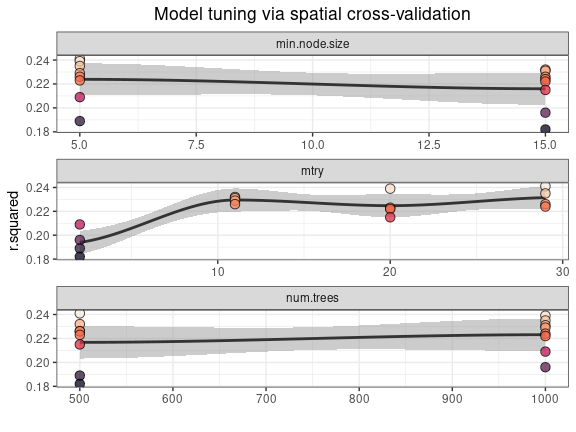 Model tuning via spatial cross-validation
min.node.size
0.24
0.22
0.20
0.18
5.0 7.5 10.0 12.5 15.0
mtry
0.24
0.22
0.20
0.18
10 20 30
r.squared
num.trees
0.24
0.22
0.20
0.18
500 600 700 800 900 1000